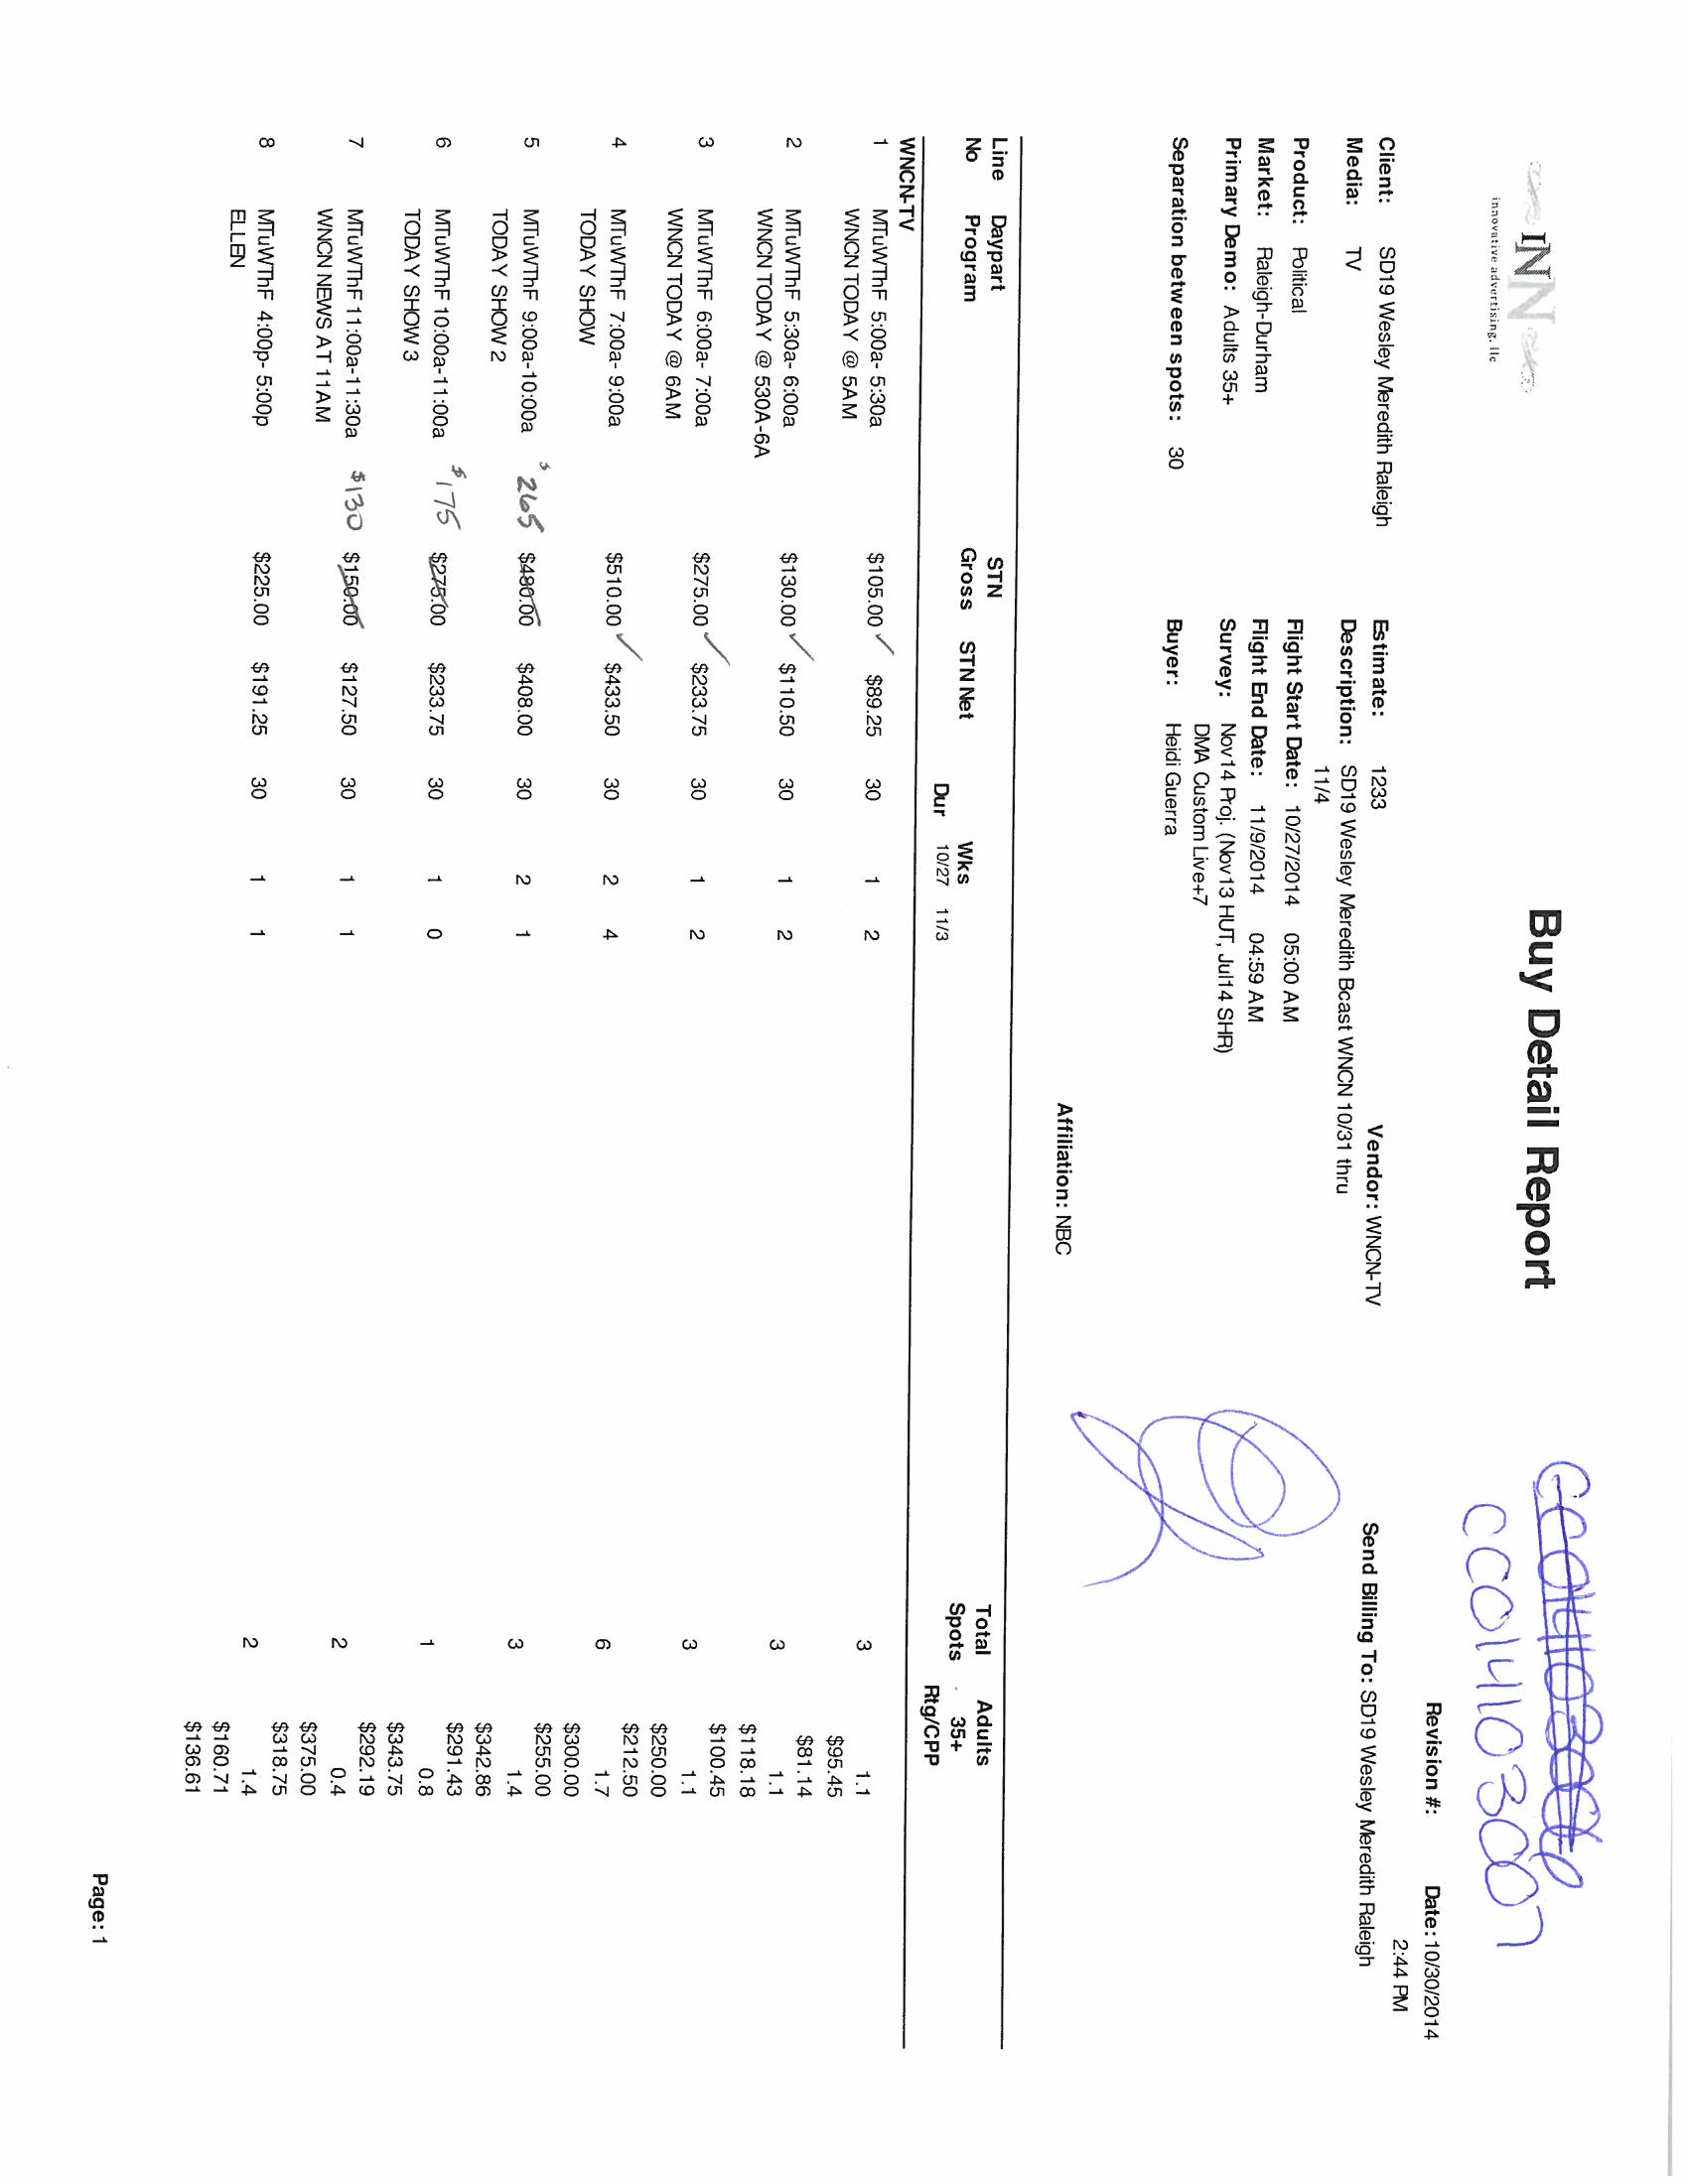 INN
innovative advertising, llc
Buy Detail Report
CC01410300７
Revision #: Date: 10/30/2014
2:44 PM
Client: SD19 Wesley Meredith Raleigh Estimate: 1233 Vendor: WNCN-TV Send Billing To: SD19 Wesley Meredith Raleigh
Media: TV Description: SD19 Wesley Meredith Bcast WNCN 10/31 thru
11/4
Product: Political Flight Start Date: 10/27/2014 05:00 AM
Market: Raleigh-Durham Flight End Date: 11/9/2014 04:59 AM
Primary Demo: Adults 35+ Survey: Nov14 Proj. (Nov13 HUT, Jul14 SHR)
DMA Custom Live+7
Separation between spots: 30 Buyer: Heidi Guerra
Affiliation: NBC
Line Daypart STN Wks Total Adults
No Program Gross STN Net Dur 10/27 11/3 Spots 35+
Rtg/CPP
WNCN-TV
1 MTuWThF 5:00a- 5:30a $105.00 ✓ $89.25 30 1 2 3 1.1
WNCN TODAY @ 5AM $95.45
$81.14
2 MTuWThF 5:30a- 6:00a $130.00 ✓ $110.50 30 1 2 3 1.1
WNCN TODAY @ 530A-6A $118.18
$100.45
3 MTuWThF 6:00a- 7:00a $275.00 ✓ $233.75 30 1 2 3 1.1
WNCN TODAY @ 6AM $250.00
$212.50
4 MTuWThF 7:00a- 9:00a $510.00 ✓ $433.50 30 2 4 6 1.7
TODAY SHOW $300.00
$255.00
5 MTuWThF 9:00a-10:00a $265 $480.00 $408.00 30 2 1 3 1.4
TODAY SHOW 2 $342.86
$291.43
6 MTuWThF 10:00a-11:00a $175 $275.00 $233.75 30 1 0 1 0.8
TODAY SHOW 3 $343.75
$292.19
7 MTuWThF 11:00a-11:30a $130 $150.00 $127.50 30 1 1 2 0.4
WNCN NEWS AT 11AM $375.00
$318.75
8 MTuWThF 4:00p- 5:00p $225.00 $191.25 30 1 1 2 1.4
ELLEN $160.71
$136.61
Page: 1